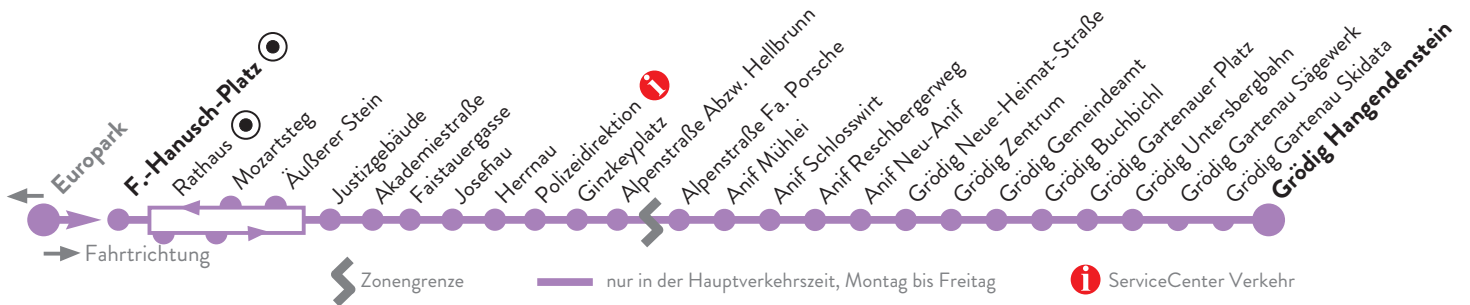 Europark
F.-Hanusch-Platz
Rathaus
Mozartsteg
Äußerer Stein
Justizgebäude
Akademiestraße
Faistauergasse
Josefiau
Herrnau
Polizeidirektion
i
Ginzkeyplatz
Alpenstraße Abzw. Hellbrunn
Alpenstraße Fa. Porsche
Anif Mühlei
Anif Schlosswirt
Anif Reschbergerweg
Anif Neu-Anif
Grödig Neue-Heimat-Straße
Grödig Zentrum
Grödig Gemeindeamt
Grödig Buchbichl
Grödig Gartenauer Platz
Grödig Untersbergbahn
Grödig Gartenau Sägewerk
Grödig Gartenau Skidata
Grödig Hangendenstein
Fahrtrichtung
Zonengrenze
nur in der Hauptverkehrszeit, Montag bis Freitag
i ServiceCenter Verkehr